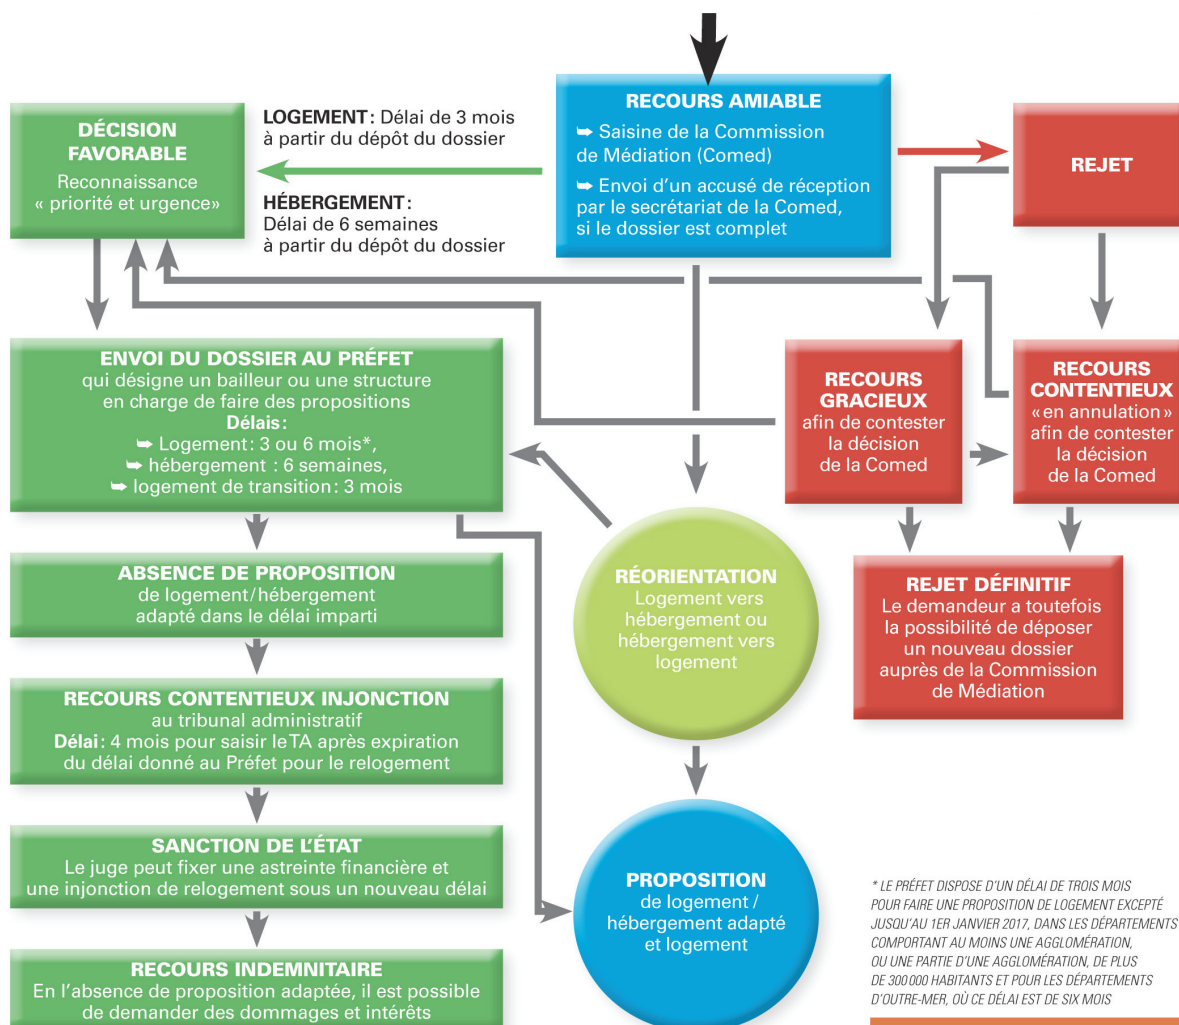 RECOURS AMIABLE
➥ Saisine de la Commission
de Médiation (Comed)
➥ Envoi d’un accusé de réception
par le secrétariat de la Comed,
si le dossier est complet
DÉCISION
FAVORABLE
Reconnaissance
« priorité et urgence»
LOGEMENT: Délai de 3 mois
à partir du dépôt du dossier
HÉBERGEMENT:
Délai de 6 semaines
à partir du dépôt du dossier
REJET
ENVOI DU DOSSIER AU PRÉFET
qui désigne un bailleur ou une structure
en charge de faire des propositions
Délais:
➥ Logement: 3 ou 6 mois*,
➥ hébergement : 6 semaines,
➥ logement de transition: 3 mois
RECOURS
GRACIEUX
afin de contester
la décision
de la Comed
RECOURS
CONTENTIEUX
«en annulation»
afin de contester
la décision
de la Comed
ABSENCE DE PROPOSITION
de logement/hébergement
adapté dans le délai imparti
RÉORIENTATION
Logement vers
hébergement ou
hébergement vers
logement
REJET DÉFINITIF
Le demandeur a toutefois
la possibilité de déposer
un nouveau dossier
auprès de la Commission
de Médiation
RECOURS CONTENTIEUX INJONCTION
au tribunal administratif
Délai: 4 mois pour saisir le TA après expiration
du délai donné au Préfet pour le relogement
SANCTION DE L’ÉTAT
Le juge peut fixer une astreinte financière et
une injonction de relogement sous un nouveau délai
PROPOSITION
de logement /
hébergement adapté
et logement
RECOURS INDEMNITAIRE
En l’absence de proposition adaptée, il est possible
de demander des dommages et intérêts
* LE PRÉFET DISPOSE D’UN DÉLAI DE TROIS MOIS
POUR FAIRE UNE PROPOSITION DE LOGEMENT EXCEPTÉ
JUSQU’AU 1ER JANVIER 2017, DANS LES DÉPARTEMENTS
COMPORTANT AU MOINS UNE AGGLOMÉRATION,
OU UNE PARTIE D’UNE AGGLOMÉRATION, DE PLUS
DE 300 000 HABITANTS ET POUR LES DÉPARTEMENTS
D’OUTRE-MER, OÙ CE DÉLAI EST DE SIX MOIS